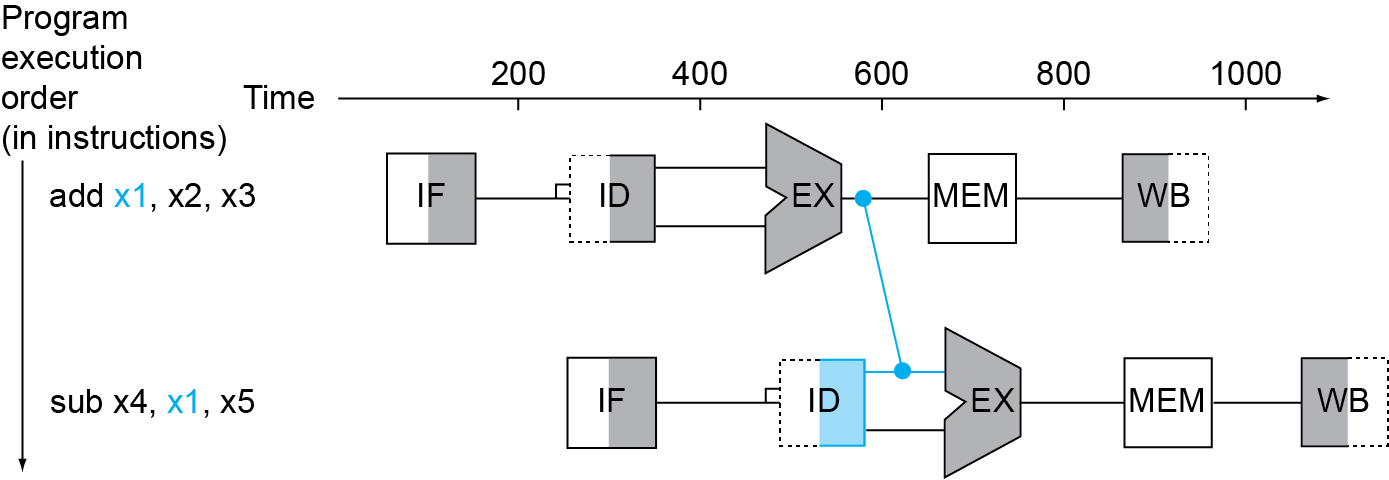 Program
execution
order
(in instructions)
Time
200 400 600 800 1000
add x1, x2, x3
IF ID EX MEM WB
sub x4, x1, x5
IF ID EX MEM WB